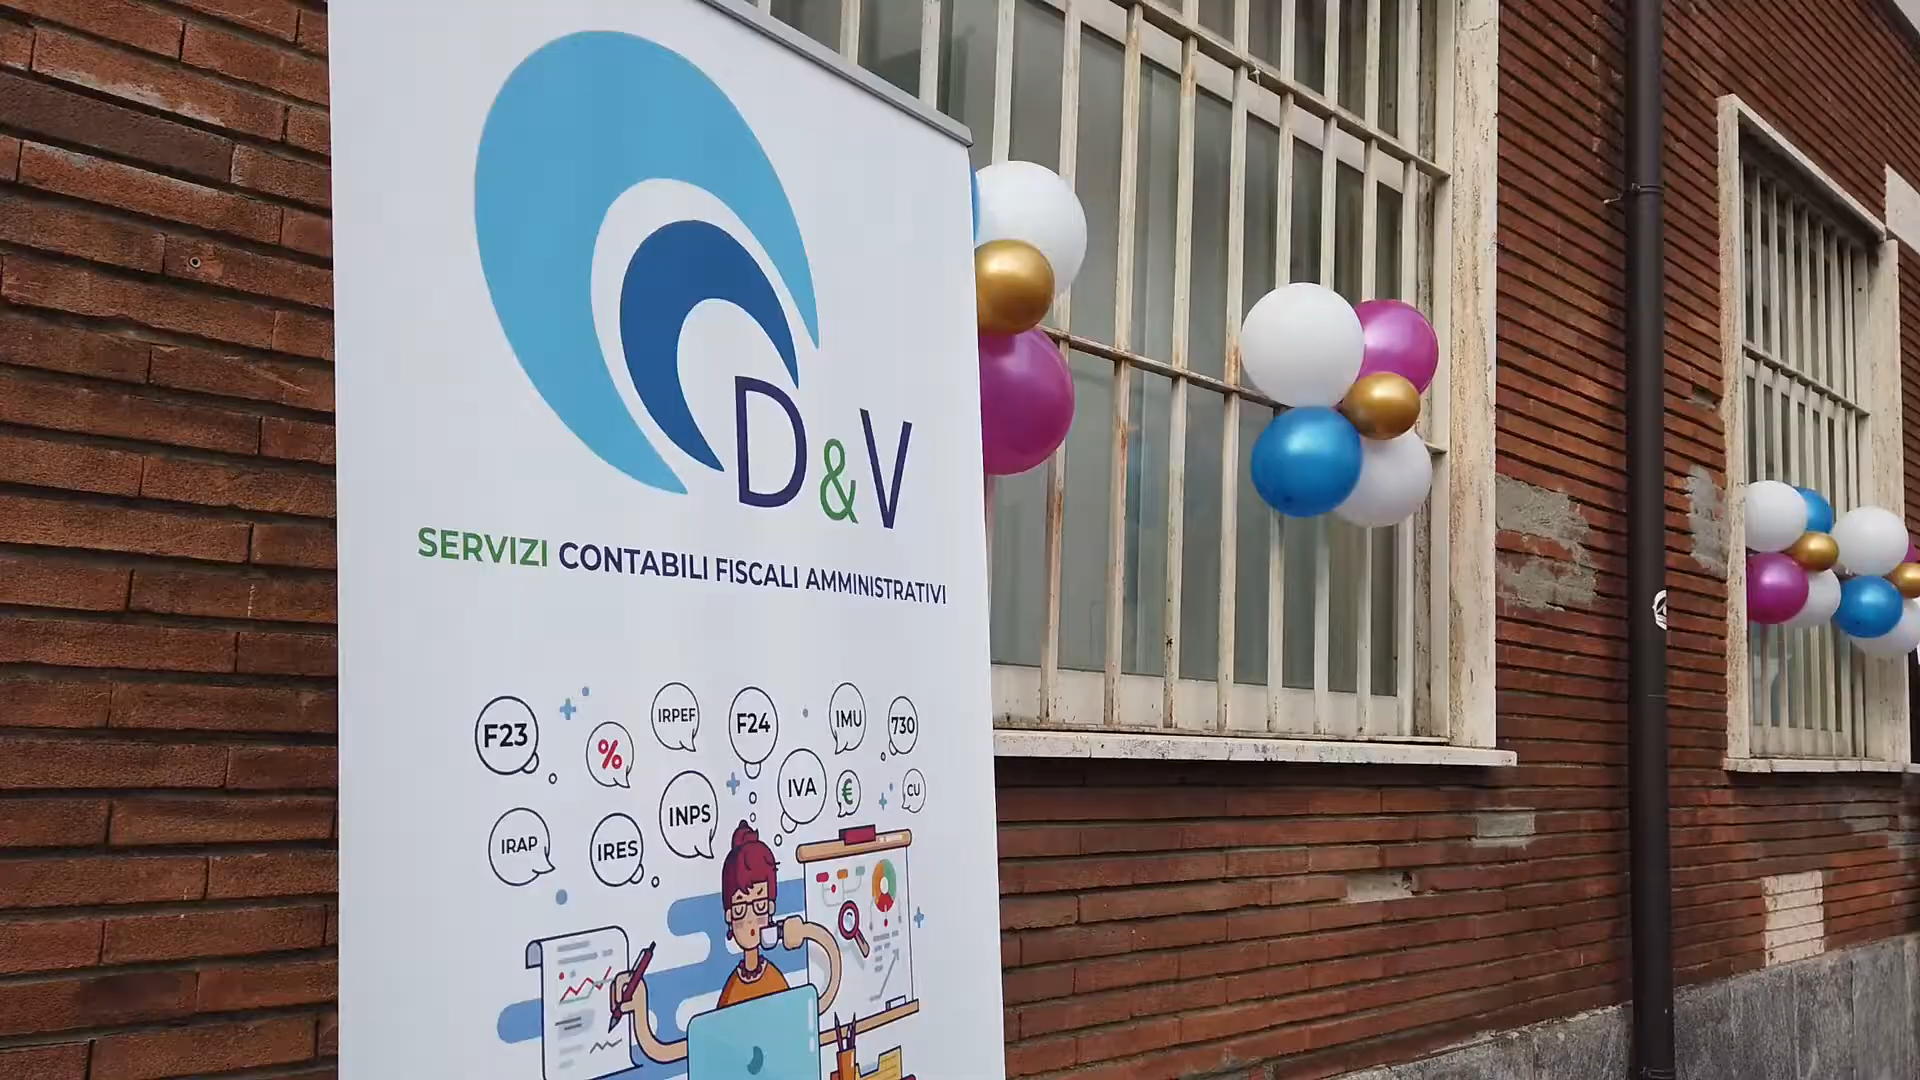 D&V
SERVIZI CONTABILI FISCALI AMMINISTRATIVI
F23
%
IRPEF
F24
IMU
730
IRAP
IRES
INPS
IVA
€
CU